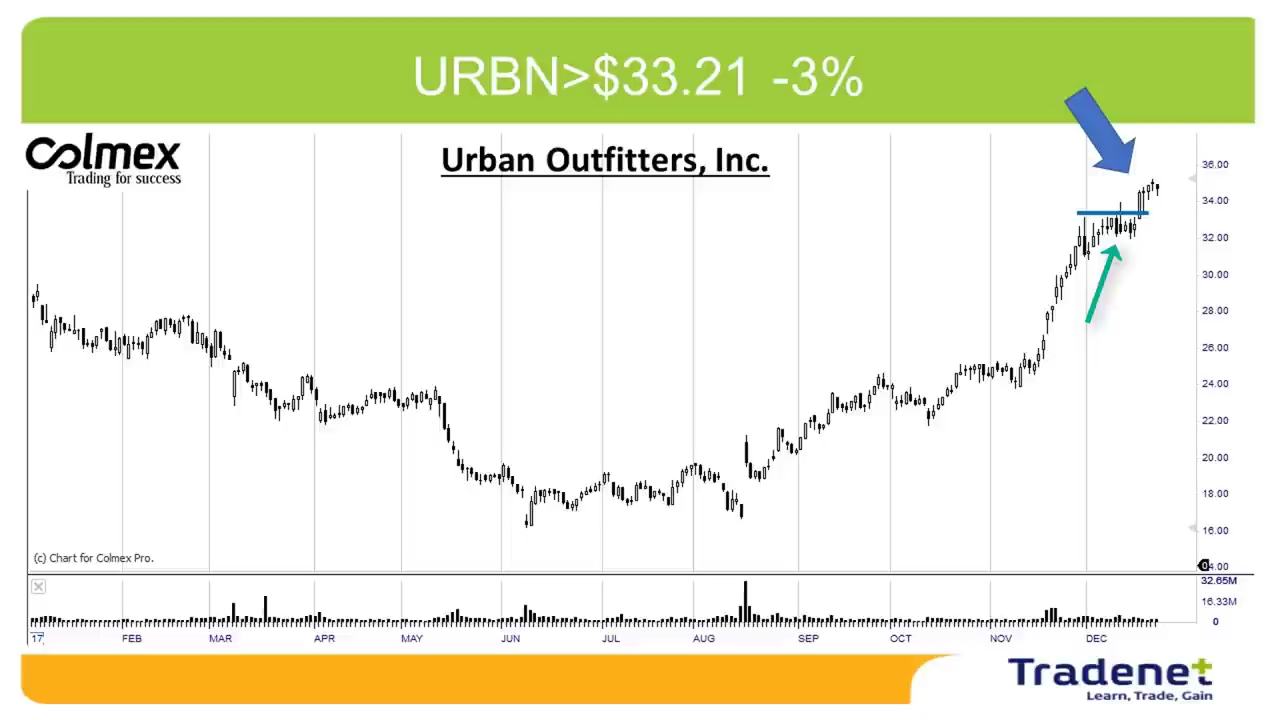 URBN>$33.21 -3%
Colmex
Trading for success
Urban Outfitters, Inc.
36.00
34.00
32.00
30.00
28.00
26.00
24.00
22.00
20.00
18.00
16.00
(c) Chart for Colmex Pro.
4.00
32.65M
16.33M
0
17 FEB MAR APR MAY JUN JUL AUG SEP OCT NOV DEC
Tradenet
Learn, Trade, Gain